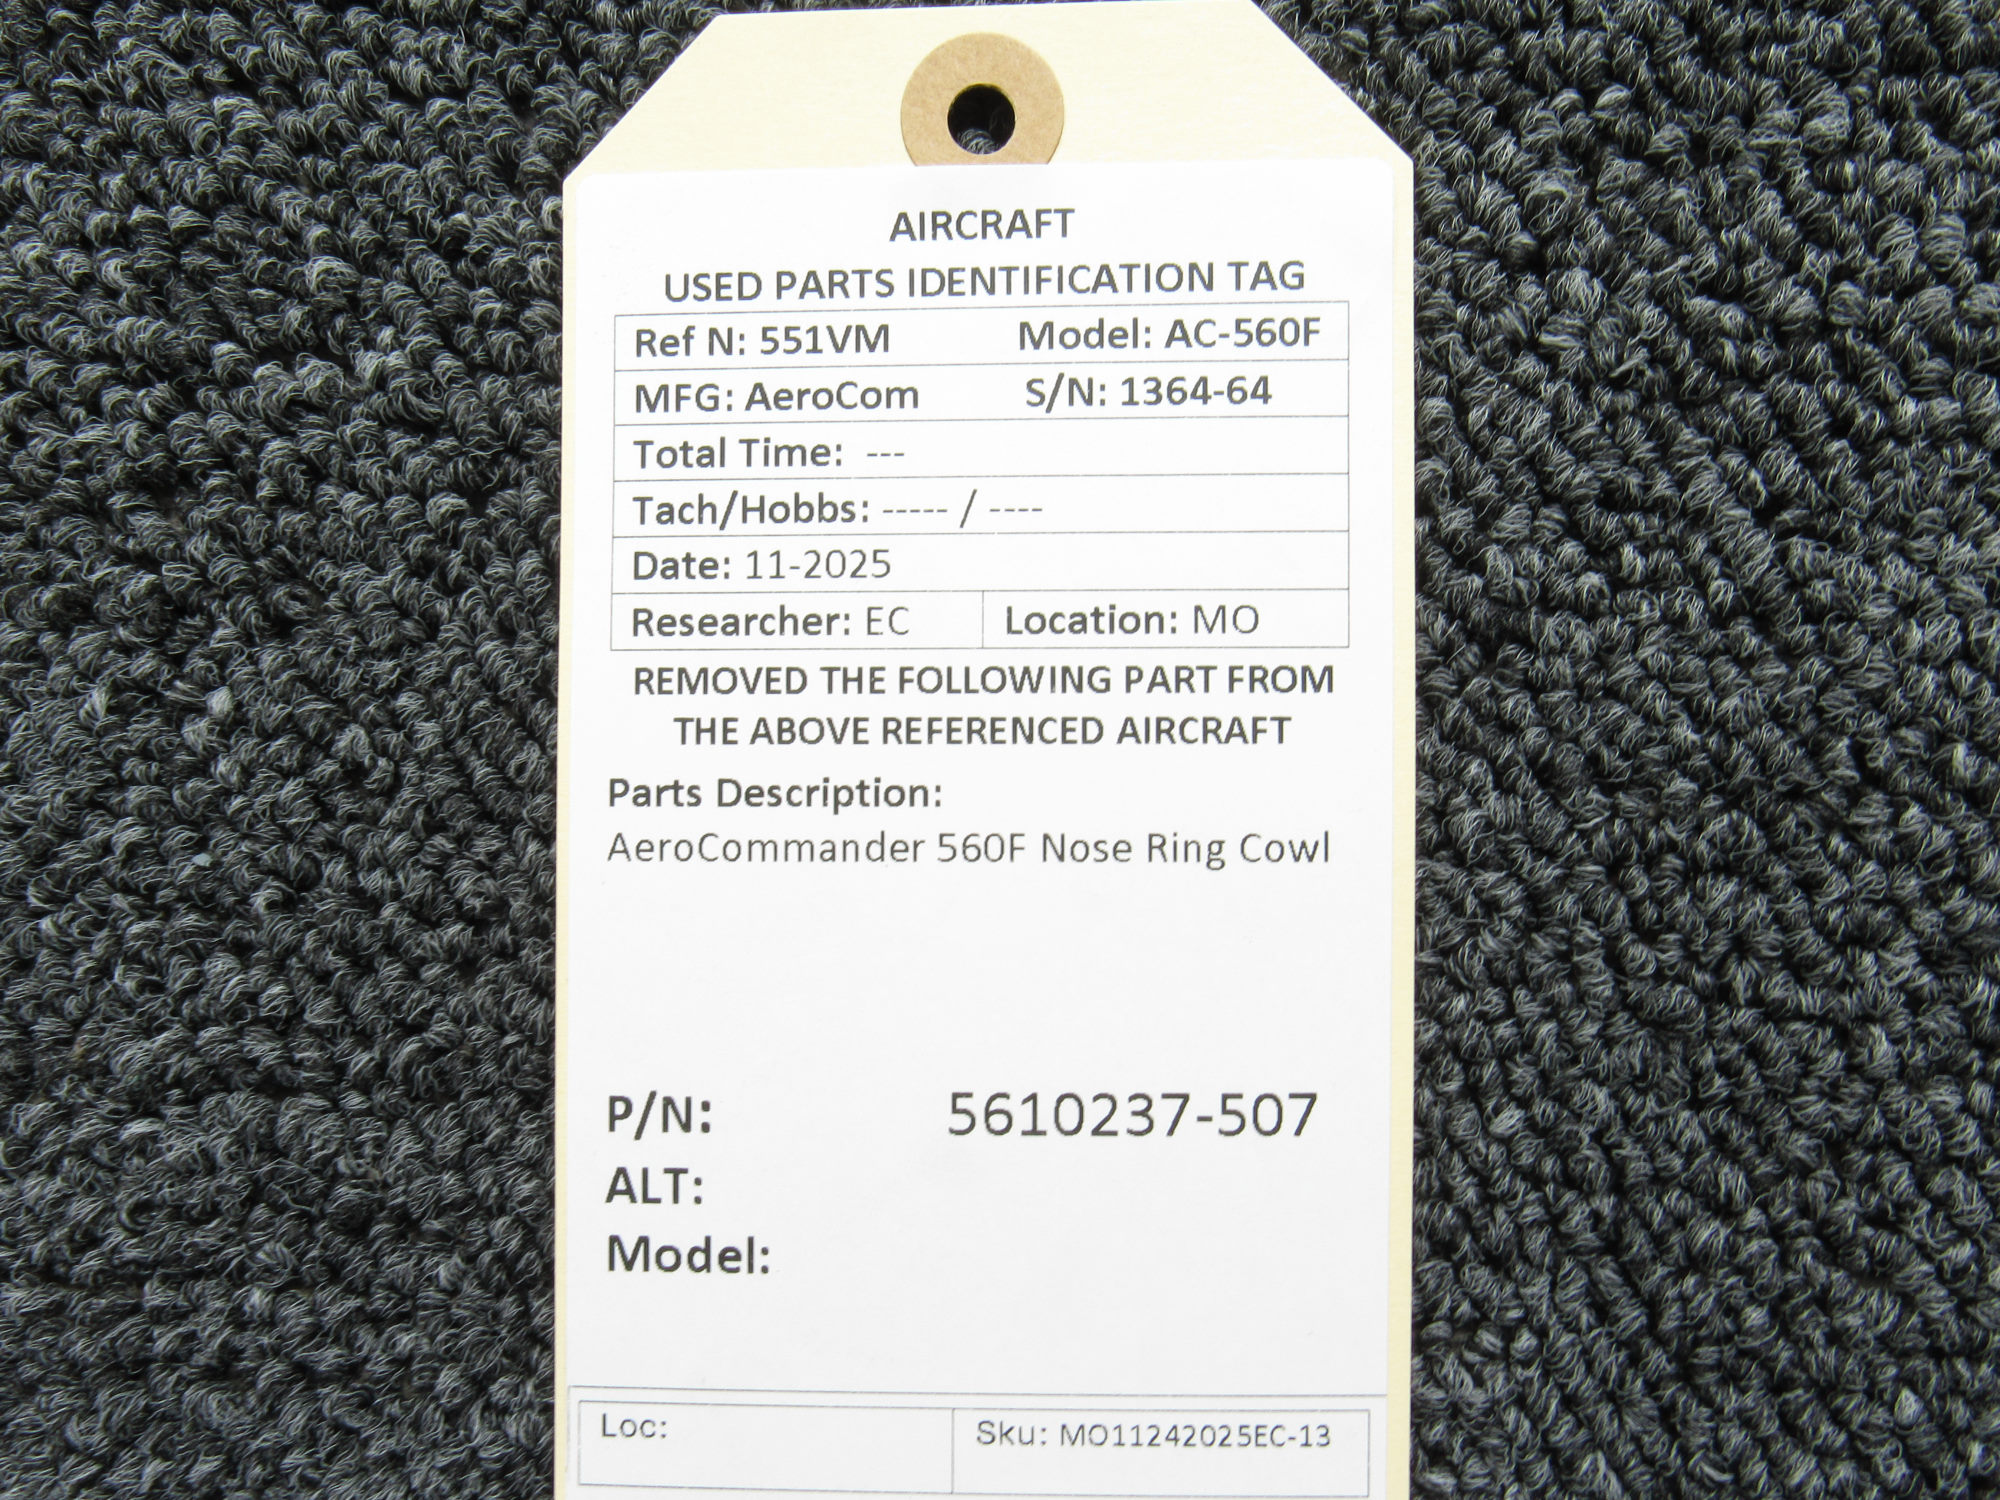 AIRCRAFT
USED PARTS IDENTIFICATION TAG
Ref N: 551VM Model: AC-560F
MFG: AeroCom S/N: 1364-64
Total Time: ---
Tach/Hobbs: ----- / ----
Date: 11-2025
Researcher: EC Location: MO
REMOVED THE FOLLOWING PART FROM
THE ABOVE REFERENCED AIRCRAFT
Parts Description:
AeroCommander 560F Nose Ring Cowl
P/N: 5610237-507
ALT:
Model:
Loc: Sku: MO11242025EC-13